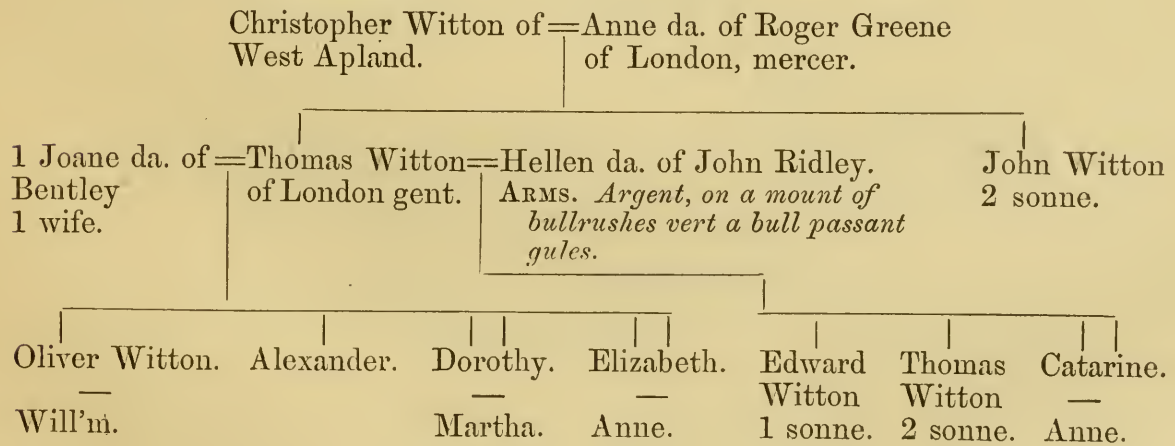 Christopher Witton of=Anne da. of Roger Greene
West Apland. of London, mercer.
1 Joane da. of=Thomas Witton=Hellen da. of John Ridley. John Witton
Bentley of London gent. ARMS. Argent, on a mount of 2 sonne.
1 wife. bullrushes vert a bull passant
gules.
Oliver Witton. Alexander. Dorothy. Elizabeth. Edward Thomas Catarine.
— — — Witton Witton —
Will'm. Martha. Anne. 1 sonne. 2 sonne. Anne.